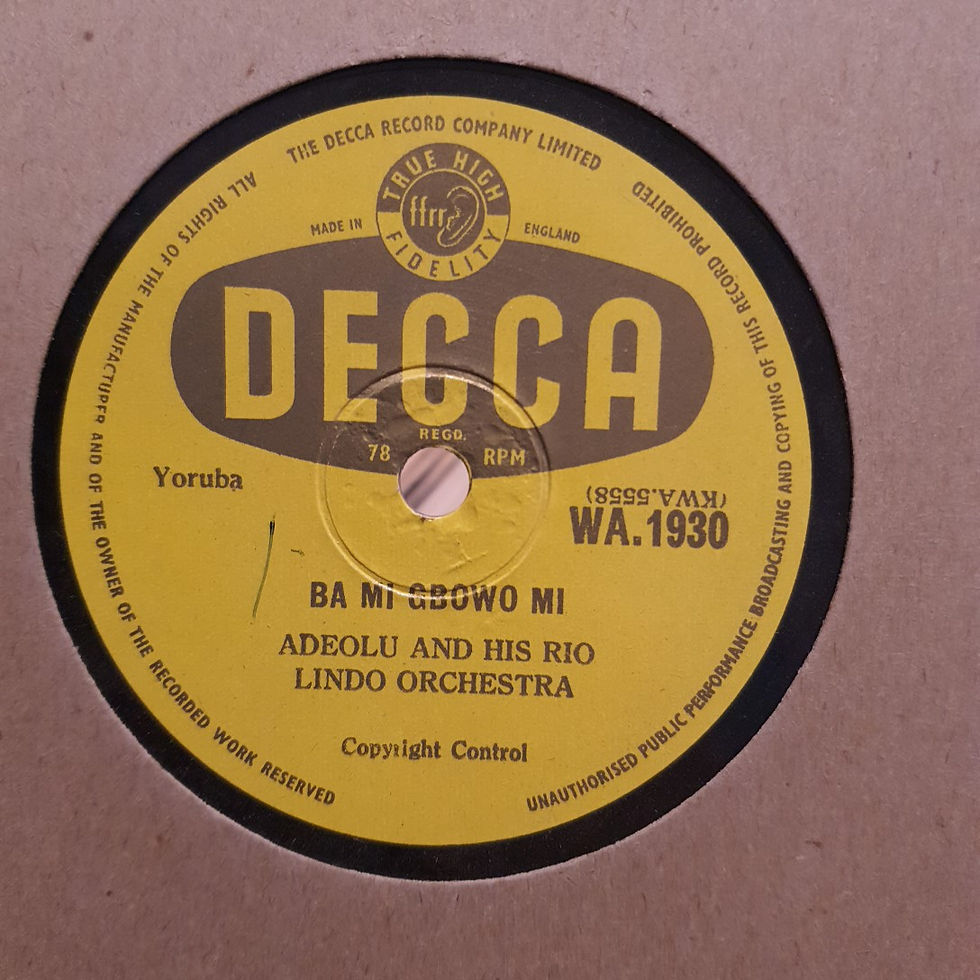 THE DECCA RECORD COMPANY LIMITED
ALL RIGHTS OF THE MANUFACTURER AND OF THE OWNER OF THE RECORDED WORK RESERVED
UNAUTHORISED PUBLIC PERFORMANCE BROADCASTING AND COPYING OF THIS RECORD PROHIBITED
TRUE HIGH
ffrr
FIDELITY
MADE IN ENGLAND
DECCA
REGD.
78 RPM
Yoruba
(KWA.5558)
WA.1930
BA MI GBOWO MI
ADEOLU AND HIS RIO
LINDO ORCHESTRA
Copyright Control